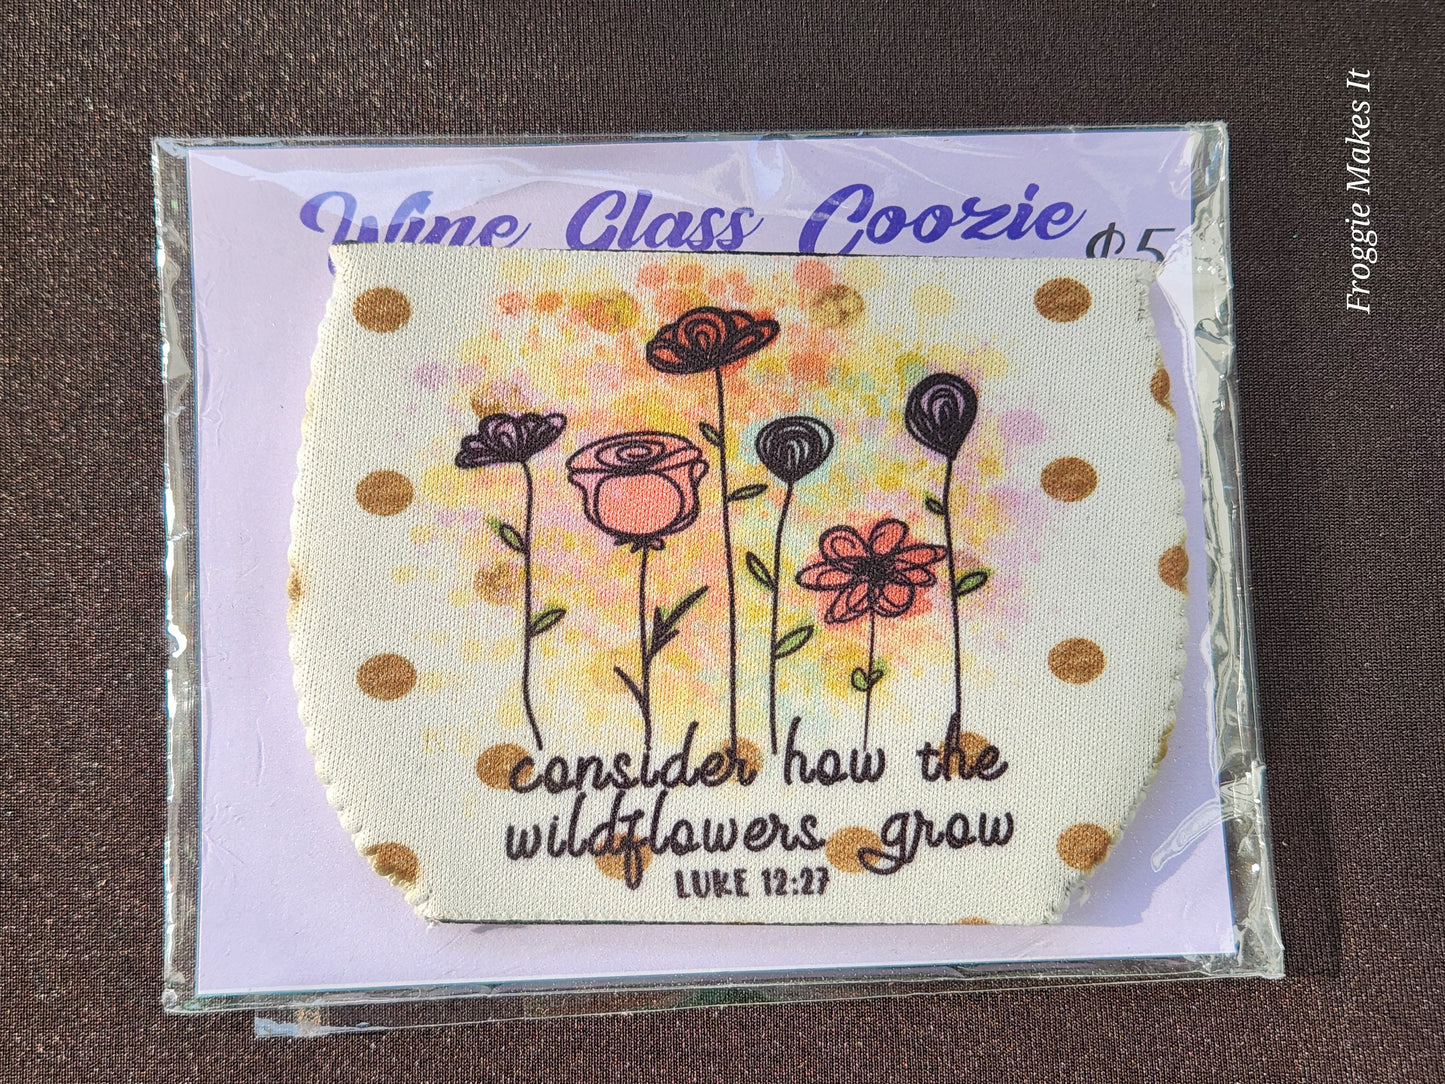 Wine Glass Coozie $5
consider how the
wildflowers grow
LUKE 12:27
Froggie Makes It